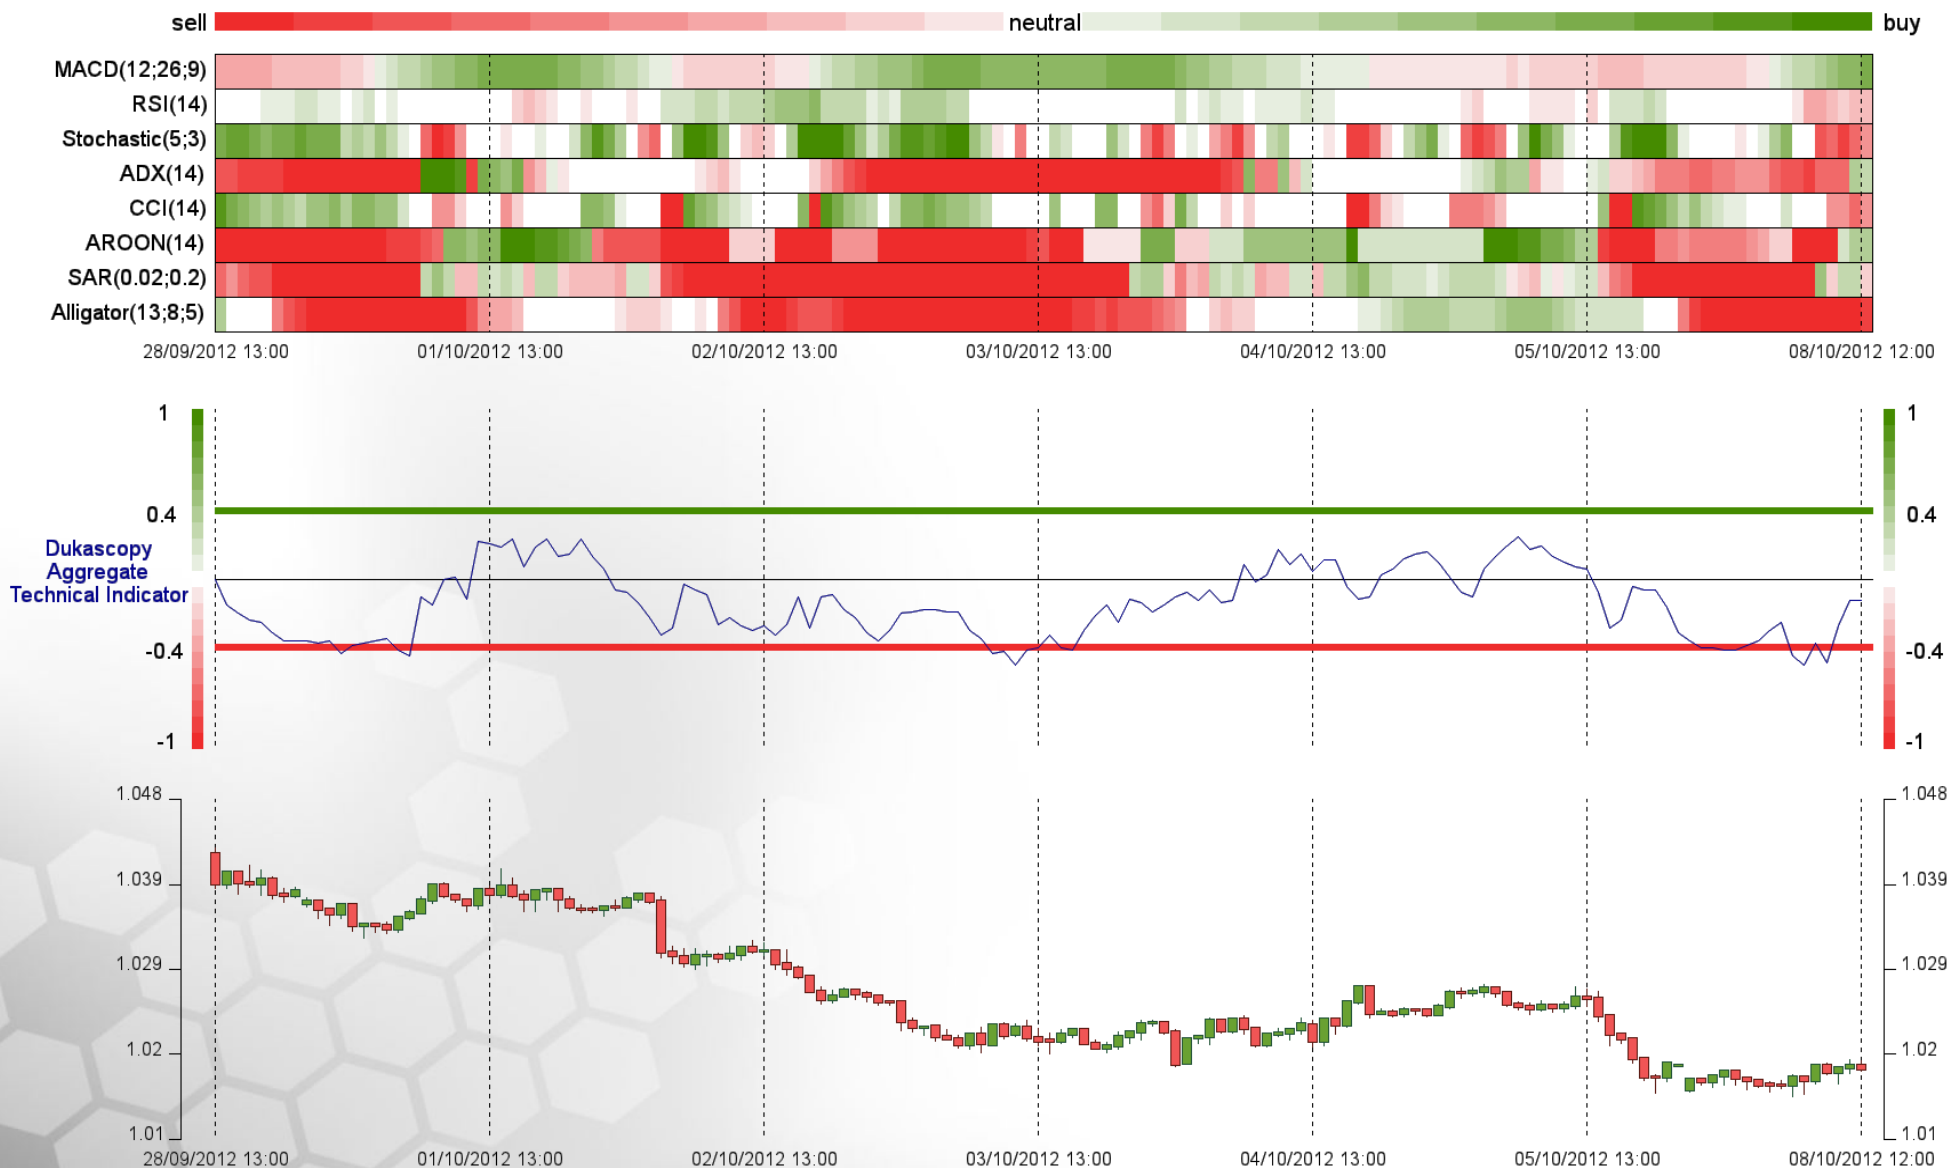 sell neutral buy
MACD(12;26;9)
RSI(14)
Stochastic(5;3)
ADX(14)
CCI(14)
AROON(14)
SAR(0.02;0.2)
Alligator(13;8;5)
28/09/2012 13:00 01/10/2012 13:00 02/10/2012 13:00 03/10/2012 13:00 04/10/2012 13:00 05/10/2012 13:00 08/10/2012 12:00
1 1
0.4 0.4
Dukascopy
Aggregate
Technical Indicator
-0.4 -0.4
-1 -1
1.048 1.048
1.039 1.039
1.029 1.029
1.02 1.02
1.01 1.01
28/09/2012 13:00 01/10/2012 13:00 02/10/2012 13:00 03/10/2012 13:00 04/10/2012 13:00 05/10/2012 13:00 08/10/2012 12:00